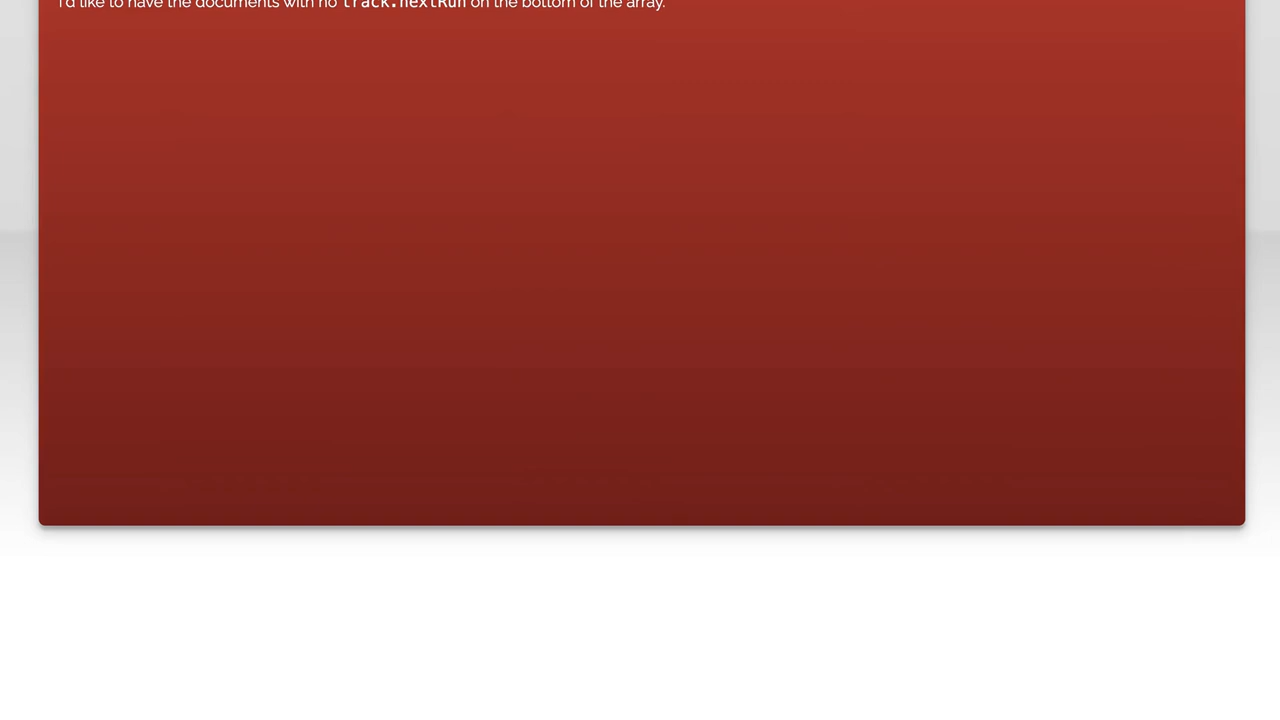 I'd like to have the documents with no track.nextRun on the bottom of the array.